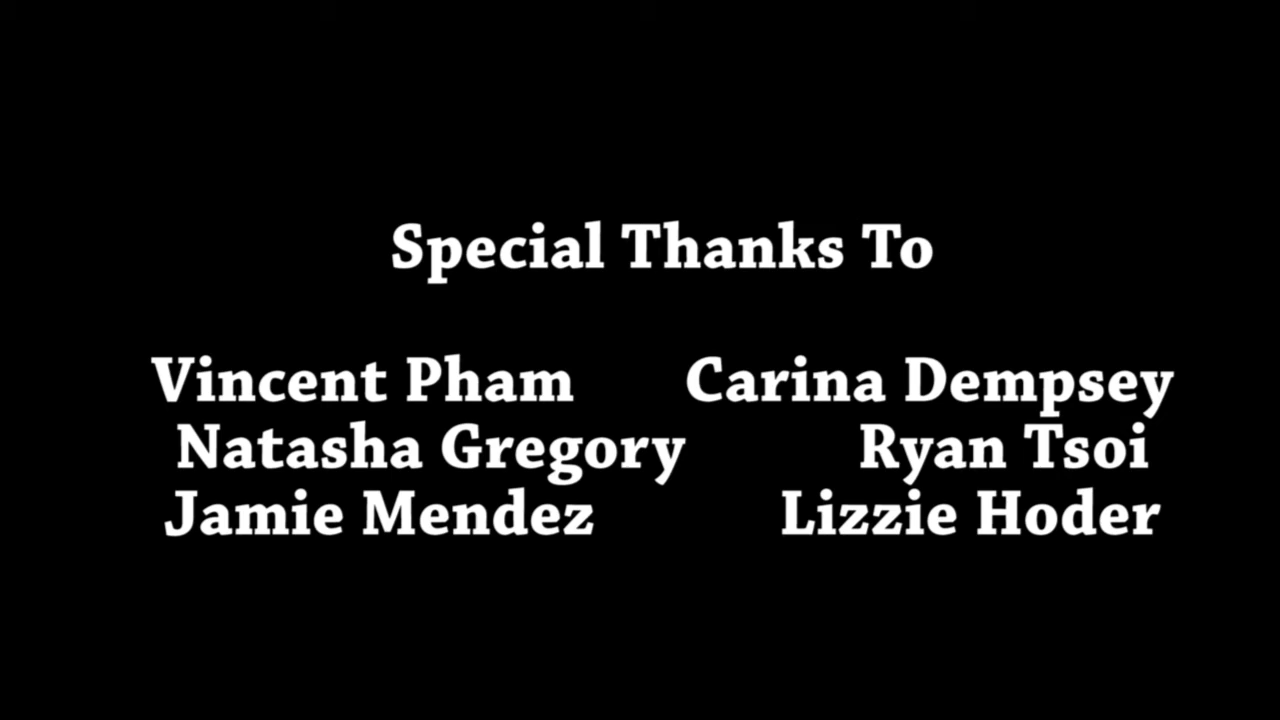 Special Thanks To
Vincent Pham Carina Dempsey
Natasha Gregory Ryan Tsoi
Jamie Mendez Lizzie Hoder